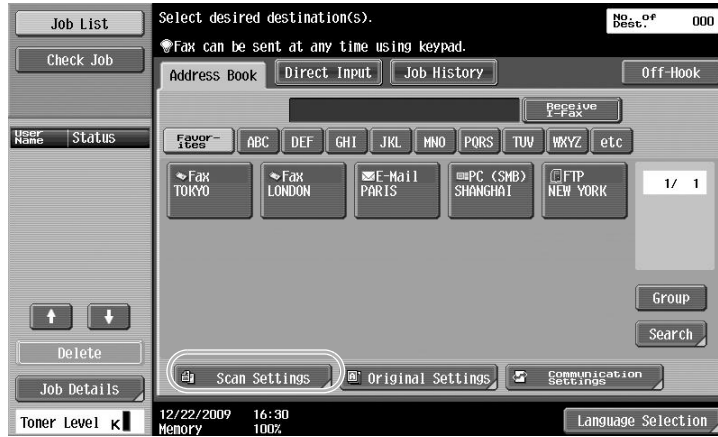 Job List
Check Job
User Name Status
Delete
Job Details
Toner Level K
Select desired destination(s).
No. of Dest. 000
Fax can be sent at any time using keypad.
Address Book Direct Input Job History Off-Hook
Receive I-Fax
Favor-ites ABC DEF GHI JKL MNO PQRS TUV WXYZ etc
Fax TOKYO
Fax LONDON
E-Mail PARIS
PC (SMB) SHANGHAI
FTP NEW YORK
1/ 1
Group
Search
Scan Settings Original Settings Communication Settings
12/22/2009 16:30
Memory 100%
Language Selection